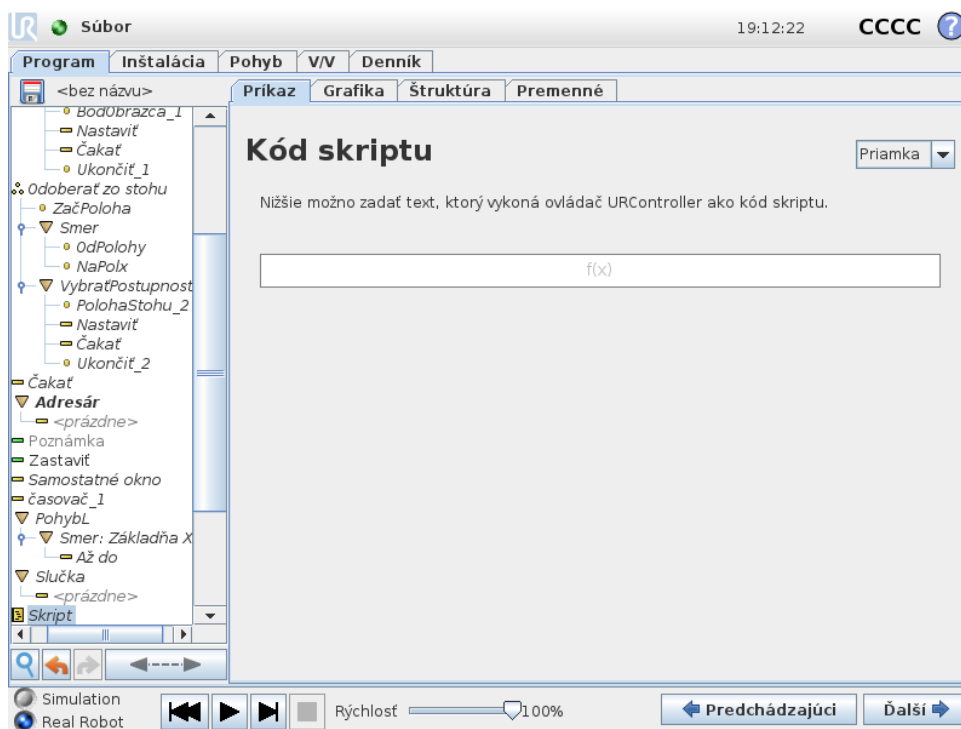 UR Súbor 19:12:22 CCCC ?
Program Inštalácia Pohyb V/V Denník
<bez názvu> Príkaz Grafika Štruktúra Premenné
BodObrazca_1
Nastaviť
Čakať
Ukončiť_1
Odoberať zo stohu
ZačPoloha
Smer
OdPolohy
NaPolx
VybraťPostupnost
PolohaStohu_2
Nastaviť
Čakať
Ukončiť_2
Čakať
Adresár
<prázdne>
Poznámka
Zastaviť
Samostatné okno
časovač_1
PohybL
Smer: Základňa X
Až do
Slučka
<prázdne>
Skript
Kód skriptu
Priamka
Nižšie možno zadať text, ktorý vykoná ovládač URController ako kód skriptu.
f(x)
Simulation
Real Robot
Rýchlosť 100%
Predchádzajúci Ďalší